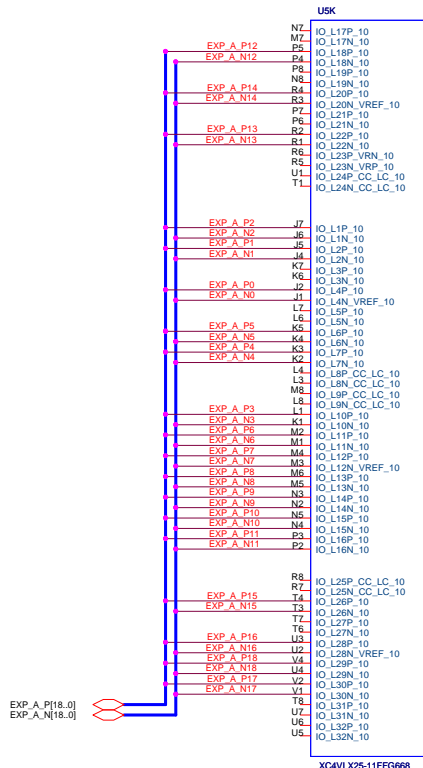 U5K
N7 IO_L17P_10
M7 IO_L17N_10
EXP_A_P12 P5 IO_L18P_10
EXP_A_N12 P4 IO_L18N_10
P8 IO_L19P_10
N8 IO_L19N_10
EXP_A_P14 R4 IO_L20P_10
EXP_A_N14 R3 IO_L20N_VREF_10
P7 IO_L21P_10
P6 IO_L21N_10
EXP_A_P13 R2 IO_L22P_10
EXP_A_N13 R1 IO_L22N_10
R6 IO_L23P_VRN_10
R5 IO_L23N_VRP_10
U1 IO_L24P_CC_LC_10
T1 IO_L24N_CC_LC_10
EXP_A_P2 J7 IO_L1P_10
EXP_A_N2 J6 IO_L1N_10
EXP_A_P1 J5 IO_L2P_10
EXP_A_N1 J4 IO_L2N_10
K7 IO_L3P_10
K6 IO_L3N_10
EXP_A_P0 J2 IO_L4P_10
EXP_A_N0 J1 IO_L4N_VREF_10
L7 IO_L5P_10
L6 IO_L5N_10
EXP_A_P5 K5 IO_L6P_10
EXP_A_N5 K4 IO_L6N_10
EXP_A_P4 K3 IO_L7P_10
EXP_A_N4 K2 IO_L7N_10
L4 IO_L8P_CC_LC_10
L3 IO_L8N_CC_LC_10
M8 IO_L9P_CC_LC_10
L8 IO_L9N_CC_LC_10
EXP_A_P3 L1 IO_L10P_10
EXP_A_N3 K1 IO_L10N_10
EXP_A_P6 M2 IO_L11P_10
EXP_A_N6 M1 IO_L11N_10
EXP_A_P7 M4 IO_L12P_10
EXP_A_N7 M3 IO_L12N_VREF_10
EXP_A_P8 M6 IO_L13P_10
EXP_A_N8 M5 IO_L13N_10
EXP_A_P9 N3 IO_L14P_10
EXP_A_N9 N2 IO_L14N_10
EXP_A_P10 N5 IO_L15P_10
EXP_A_N10 N4 IO_L15N_10
EXP_A_P11 P3 IO_L16P_10
EXP_A_N11 P2 IO_L16N_10
R8 IO_L25P_CC_LC_10
R7 IO_L25N_CC_LC_10
EXP_A_P15 T4 IO_L26P_10
EXP_A_N15 T3 IO_L26N_10
T7 IO_L27P_10
T6 IO_L27N_10
EXP_A_P16 U3 IO_L28P_10
EXP_A_N16 U2 IO_L28N_VREF_10
EXP_A_P18 V4 IO_L29P_10
EXP_A_N18 U4 IO_L29N_10
EXP_A_P17 V2 IO_L30P_10
EXP_A_N17 V1 IO_L30N_10
EXP_A_P[18..0] T8 IO_L31P_10
EXP_A_N[18..0] U7 IO_L31N_10
U6 IO_L32P_10
U5 IO_L32N_10
XC4VLX25-11FFG668